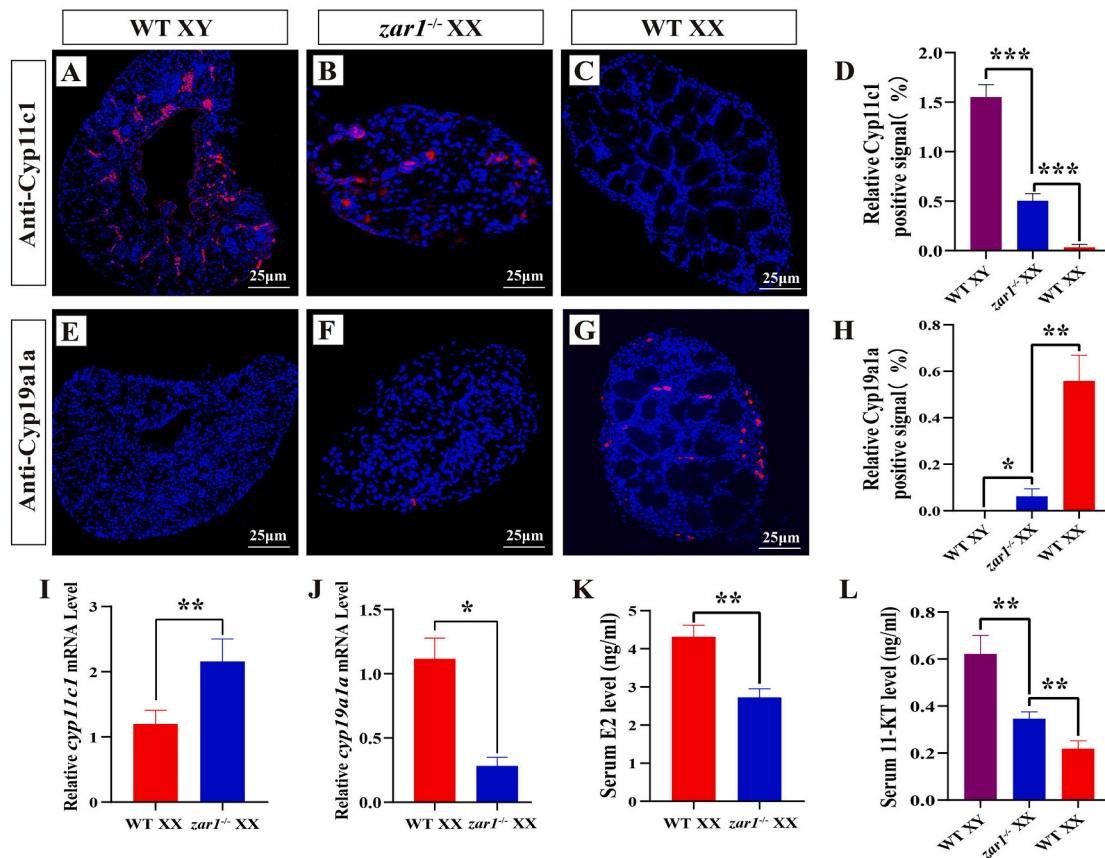 WT XY
zar1-/- XX
WT XX
Anti-Cyp11c1
A
25μm
B
25μm
C
25μm
D
Relative Cyp11c1
positive signal( %)
2.0
1.5
1.0
0.5
0.0
***
***
WT XY
zar1-/- XX
WT XX
Anti-Cyp19a1a
E
25μm
F
25μm
G
25μm
H
Relative Cyp19a1a
positive signal( %)
0.8
0.6
0.4
0.2
0.0
*
**
WT XY
zar1-/- XX
WT XX
I
Relative cyp11c1 mRNA Level
3
2
1
0
**
WT XX
zar1-/- XX
J
Relative cyp19a1a mRNA Level
1.5
1.0
0.5
0.0
*
WT XX
zar1-/- XX
K
Serum E2 level (ng/ml)
5
4
3
2
1
0
**
WT XX
zar1-/- XX
L
Serum 11-KT level (ng/ml)
0.8
0.6
0.4
0.2
0.0
**
**
WT XY
zar1-/- XX
WT XX